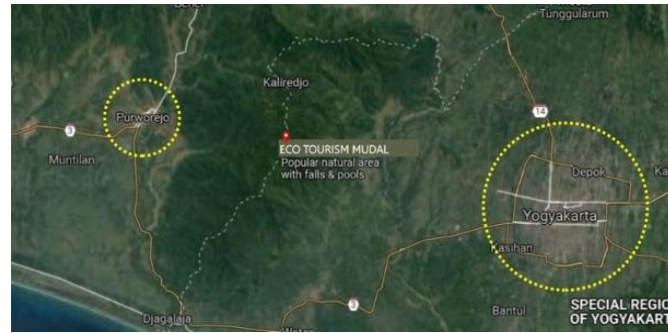 Tunggularum
Kaliredjo
Purworejo
14
3
Muntilan
ECO TOURISM MUDAL
Popular natural area
with falls & pools
Depok
Yogyakarta
Kasihan
3
Djagalaja
Bantul
SPECIAL REGIO
OF YOGYAKART